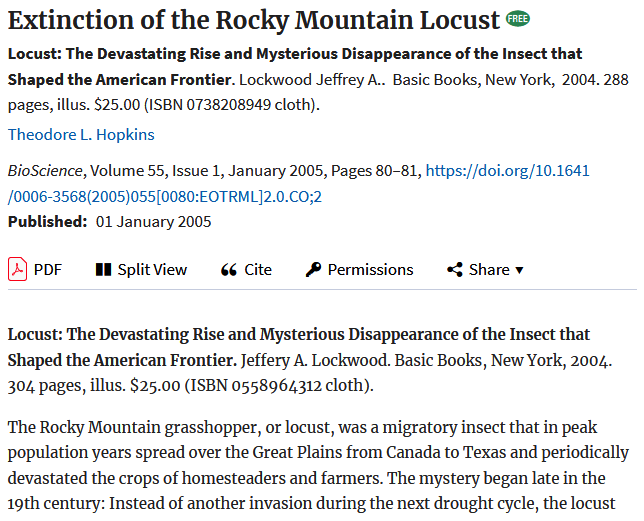 Extinction of the Rocky Mountain Locust FREE
Locust: The Devastating Rise and Mysterious Disappearance of the Insect that
Shaped the American Frontier. Lockwood Jeffrey A.. Basic Books, New York, 2004. 288
pages, illus. $25.00 (ISBN 0738208949 cloth).
Theodore L. Hopkins
BioScience, Volume 55, Issue 1, January 2005, Pages 80–81, https://doi.org/10.1641
/0006-3568(2005)055[0080:EOTRML]2.0.CO;2
Published: 01 January 2005
PDF Split View Cite Permissions Share
Locust: The Devastating Rise and Mysterious Disappearance of the Insect that
Shaped the American Frontier. Jeffery A. Lockwood. Basic Books, New York, 2004.
304 pages, illus. $25.00 (ISBN 0558964312 cloth).
The Rocky Mountain grasshopper, or locust, was a migratory insect that in peak
population years spread over the Great Plains from Canada to Texas and periodically
devastated the crops of homesteaders and farmers. The mystery began late in the
19th century: Instead of another invasion during the next drought cycle, the locust